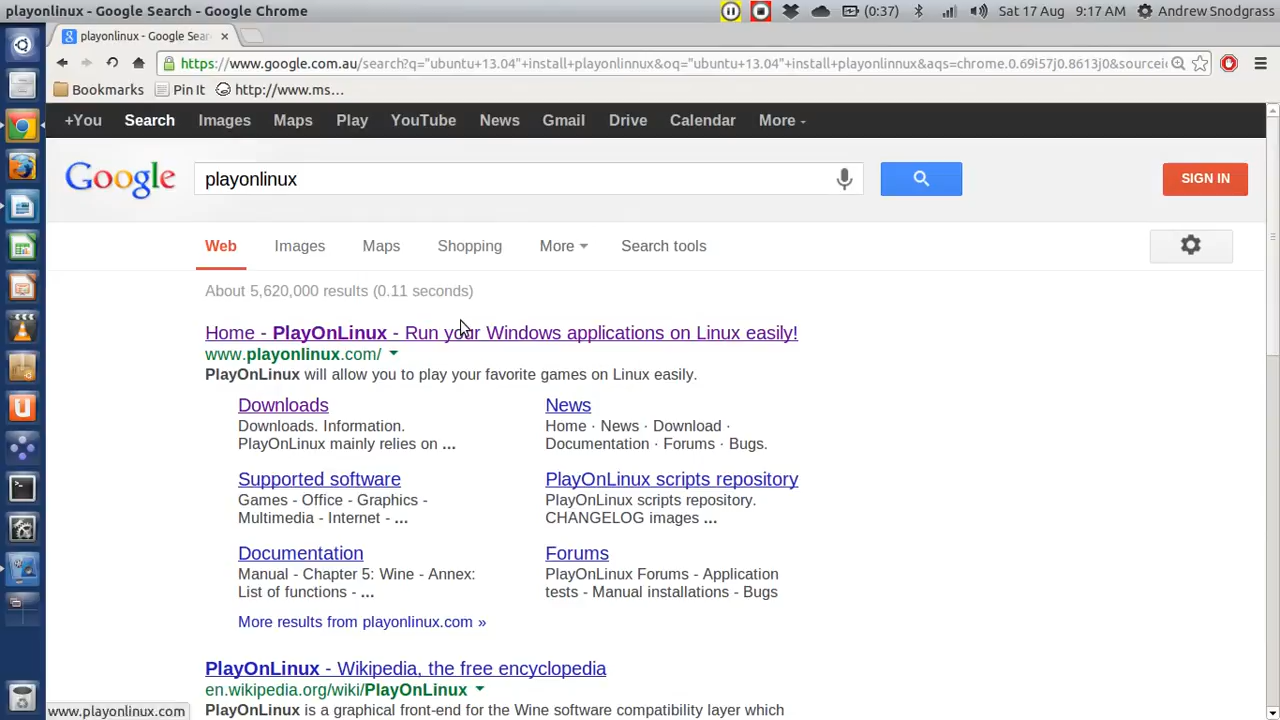 playonlinux - Google Search - Google Chrome
(0:37)
Sat 17 Aug
9:17 AM
Andrew Snodgrass
playonlinux - Google Sear
https://www.google.com.au/search?q="ubuntu+13.04"+install+playonlinnux&oq="ubuntu+13.04"+install+playonlinnux&aqs=chrome.0.69i57j0.8613j0&sourceid
Bookmarks
Pin It
http://www.ms...
+You
Search
Images
Maps
Play
YouTube
News
Gmail
Drive
Calendar
More
Google
playonlinux
SIGN IN
Web
Images
Maps
Shopping
More
Search tools
About 5,620,000 results (0.11 seconds)
Home - PlayOnLinux - Run your Windows applications on Linux easily!
www.playonlinux.com/
PlayOnLinux will allow you to play your favorite games on Linux easily.
Downloads
Downloads. Information.
PlayOnLinux mainly relies on ...
News
Home · News · Download ·
Documentation · Forums · Bugs.
Supported software
Games - Office - Graphics -
Multimedia - Internet - ...
PlayOnLinux scripts repository
PlayOnLinux scripts repository.
CHANGELOG images ...
Documentation
Manual - Chapter 5: Wine - Annex:
List of functions - ...
Forums
PlayOnLinux Forums - Application
tests - Manual installations - Bugs
More results from playonlinux.com »
PlayOnLinux - Wikipedia, the free encyclopedia
en.wikipedia.org/wiki/PlayOnLinux
PlayOnLinux is a graphical front-end for the Wine software compatibility layer which
www.playonlinux.com